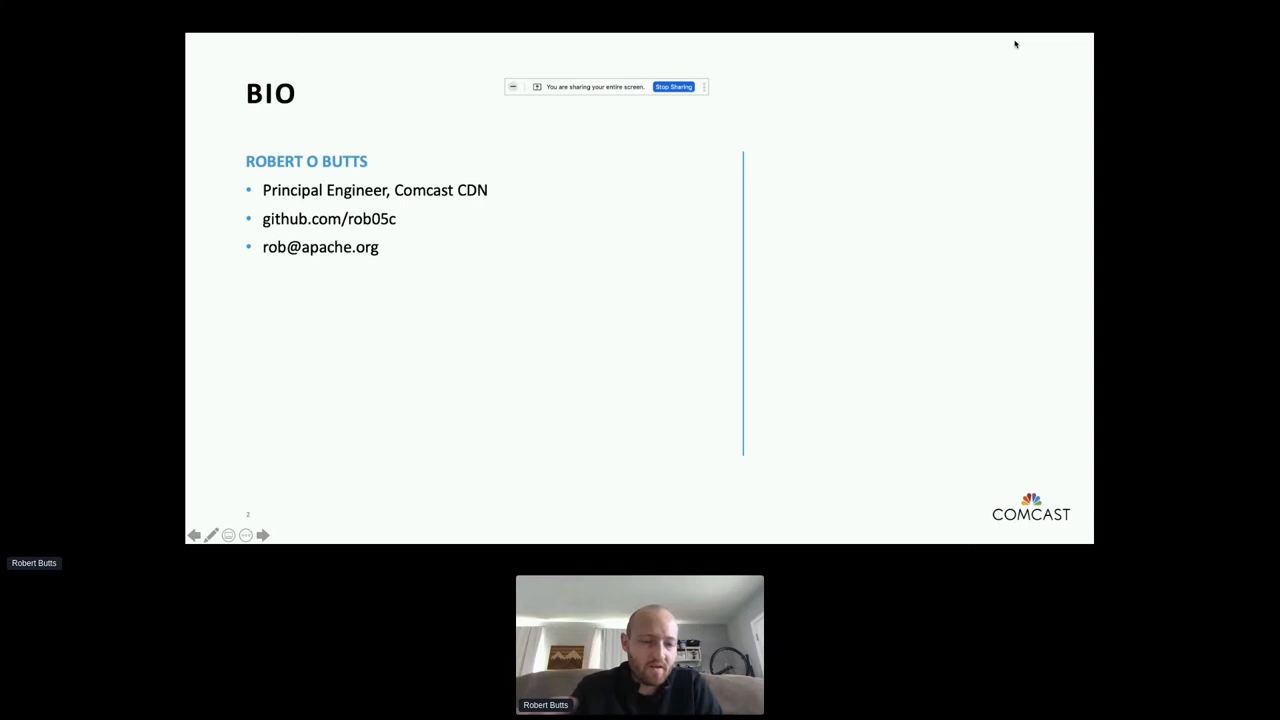 BIO
You are sharing your entire screen.
Stop Sharing
ROBERT O BUTTS
• Principal Engineer, Comcast CDN
• github.com/rob05c
• rob@apache.org
COMCAST
2
Robert Butts
Robert Butts